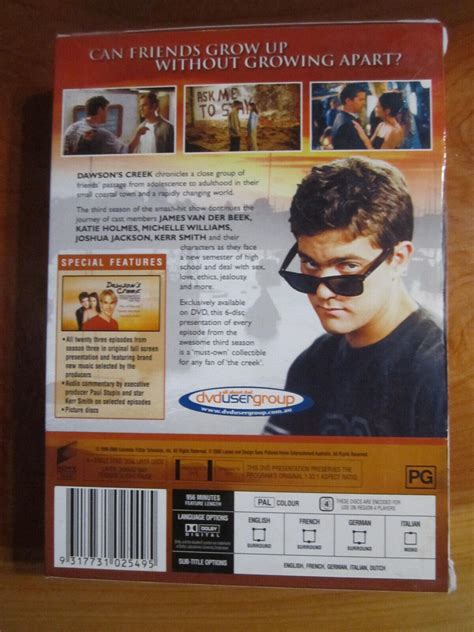 CAN FRIENDS GROW UP
WITHOUT GROWING APART?
ASK ME
TO STAY
DAWSON'S CREEK chronicles a close group of
friends' passage from adolescence to adulthood in their
small coastal town and a rapidly changing world.
The third season of the smash-hit show continues the
journey of cast members JAMES VAN DER BEEK,
KATIE HOLMES, MICHELLE WILLIAMS,
JOSHUA JACKSON, KERR SMITH and their
characters as they face
a new semester of high
school and deal with sex,
love, ethics, jealousy
and more.
Exclusively available
on DVD, this 6-disc
presentation of every
episode from the
awesome third season
is a 'must-own' collectible
for any fan of 'the creek'.
SPECIAL FEATURES
Dawson's
Creek
• All twenty three episodes from
season three in original full screen
presentation and featuring brand
new music selected by the
producers
• Audio commentary by executive
producer Paul Stupin and star
Kerr Smith on selected episodes
• Picture discs
all about dvd
dvdusergroup
www.dvdusergroup.com.au
THIS DVD PRESENTATION PRESERVES THE
PROGRAM'S ORIGINAL 1.33:1 ASPECT RATIO
PG
956 MINUTES
FEATURE LENGTH
PAL COLOUR
4
THESE DISCS ARE ENCODED FOR
USE ON REGION 4 PLAYERS
LANGUAGE OPTIONS
DOLBY
DIGITAL
ENGLISH
SURROUND
FRENCH
SURROUND
GERMAN
SURROUND
ITALIAN
MONO
SUB-TITLE OPTIONS
ENGLISH, FRENCH, GERMAN, ITALIAN, DUTCH
9 317731 025495